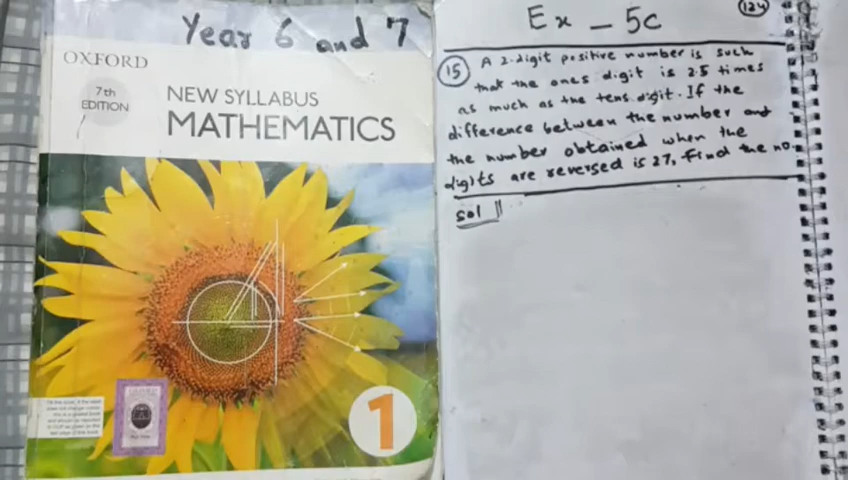 Year 6 and 7
OXFORD
7th
EDITION
NEW SYLLABUS
MATHEMATICS
1
Ex - 5c
124
15 A 2-digit positive number is such
that the ones digit is 2.5 times
as much as the tens digit. If the
difference between the number and
the number obtained when the
digits are reversed is 27, find the no.
sol